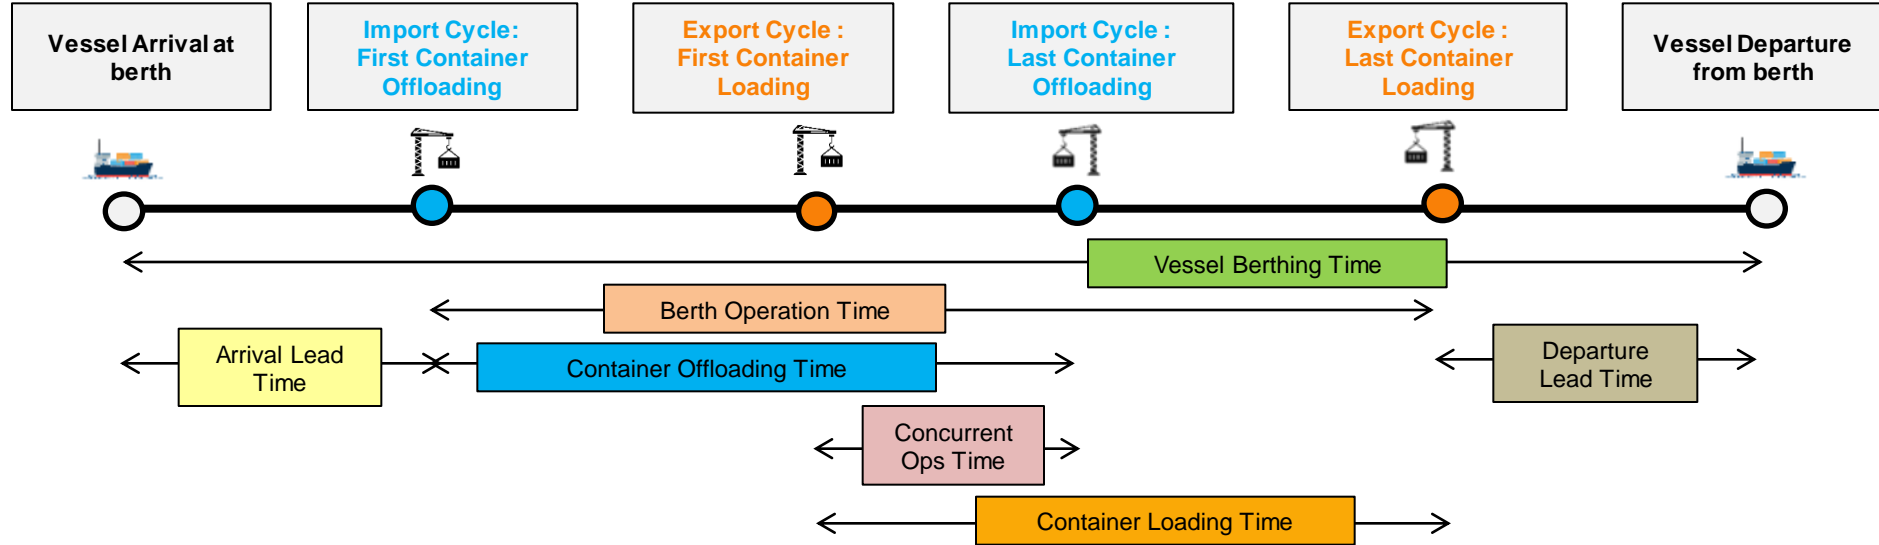 Vessel Arrival at
berth
Import Cycle:
First Container
Offloading
Export Cycle :
First Container
Loading
Import Cycle :
Last Container
Offloading
Export Cycle :
Last Container
Loading
Vessel Departure
from berth
Vessel Berthing Time
Berth Operation Time
Arrival Lead
Time
Container Offloading Time
Departure
Lead Time
Concurrent
Ops Time
Container Loading Time